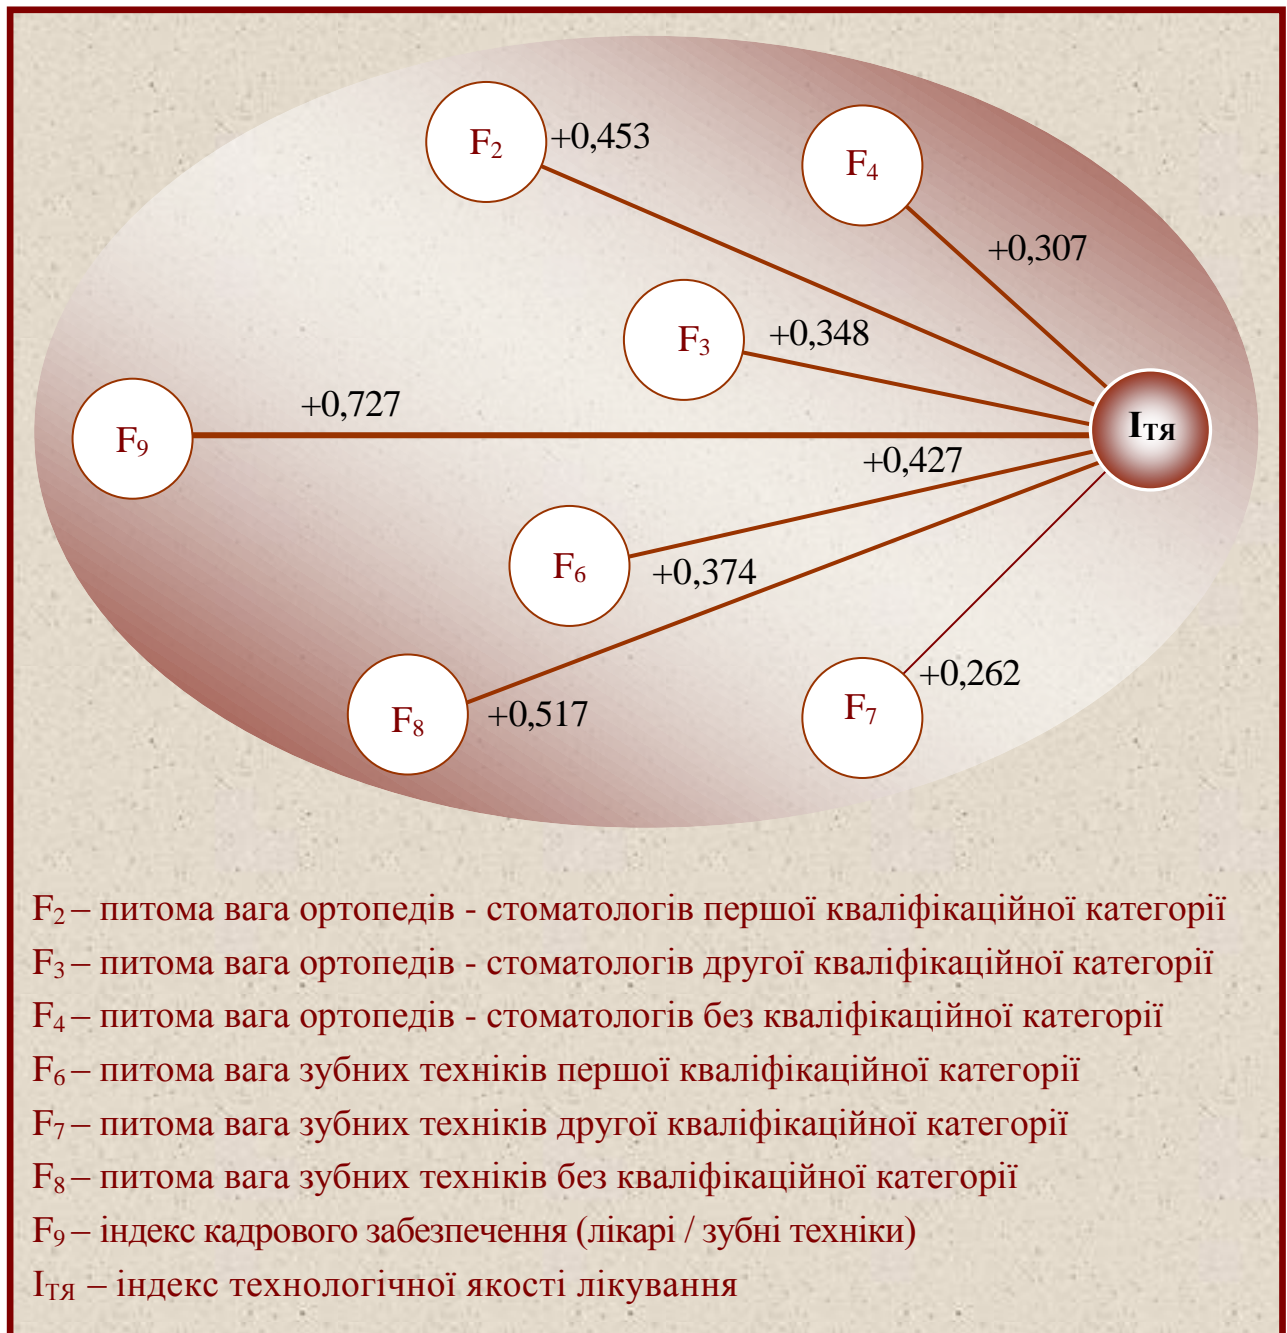 F₂
+0,453
F₄
+0,307
F₃
+0,348
+0,727
F₉
Iтя
+0,427
F₆
+0,374
F₈
+0,517
F₇
+0,262
F₂ – питома вага ортопедів - стоматологів першої кваліфікаційної категорії
F₃ – питома вага ортопедів - стоматологів другої кваліфікаційної категорії
F₄ – питома вага ортопедів - стоматологів без кваліфікаційної категорії
F₆ – питома вага зубних техніків першої кваліфікаційної категорії
F₇ – питома вага зубних техніків другої кваліфікаційної категорії
F₈ – питома вага зубних техніків без кваліфікаційної категорії
F₉ – індекс кадрового забезпечення (лікарі / зубні техніки)
IТЯ – індекс технологічної якості лікування